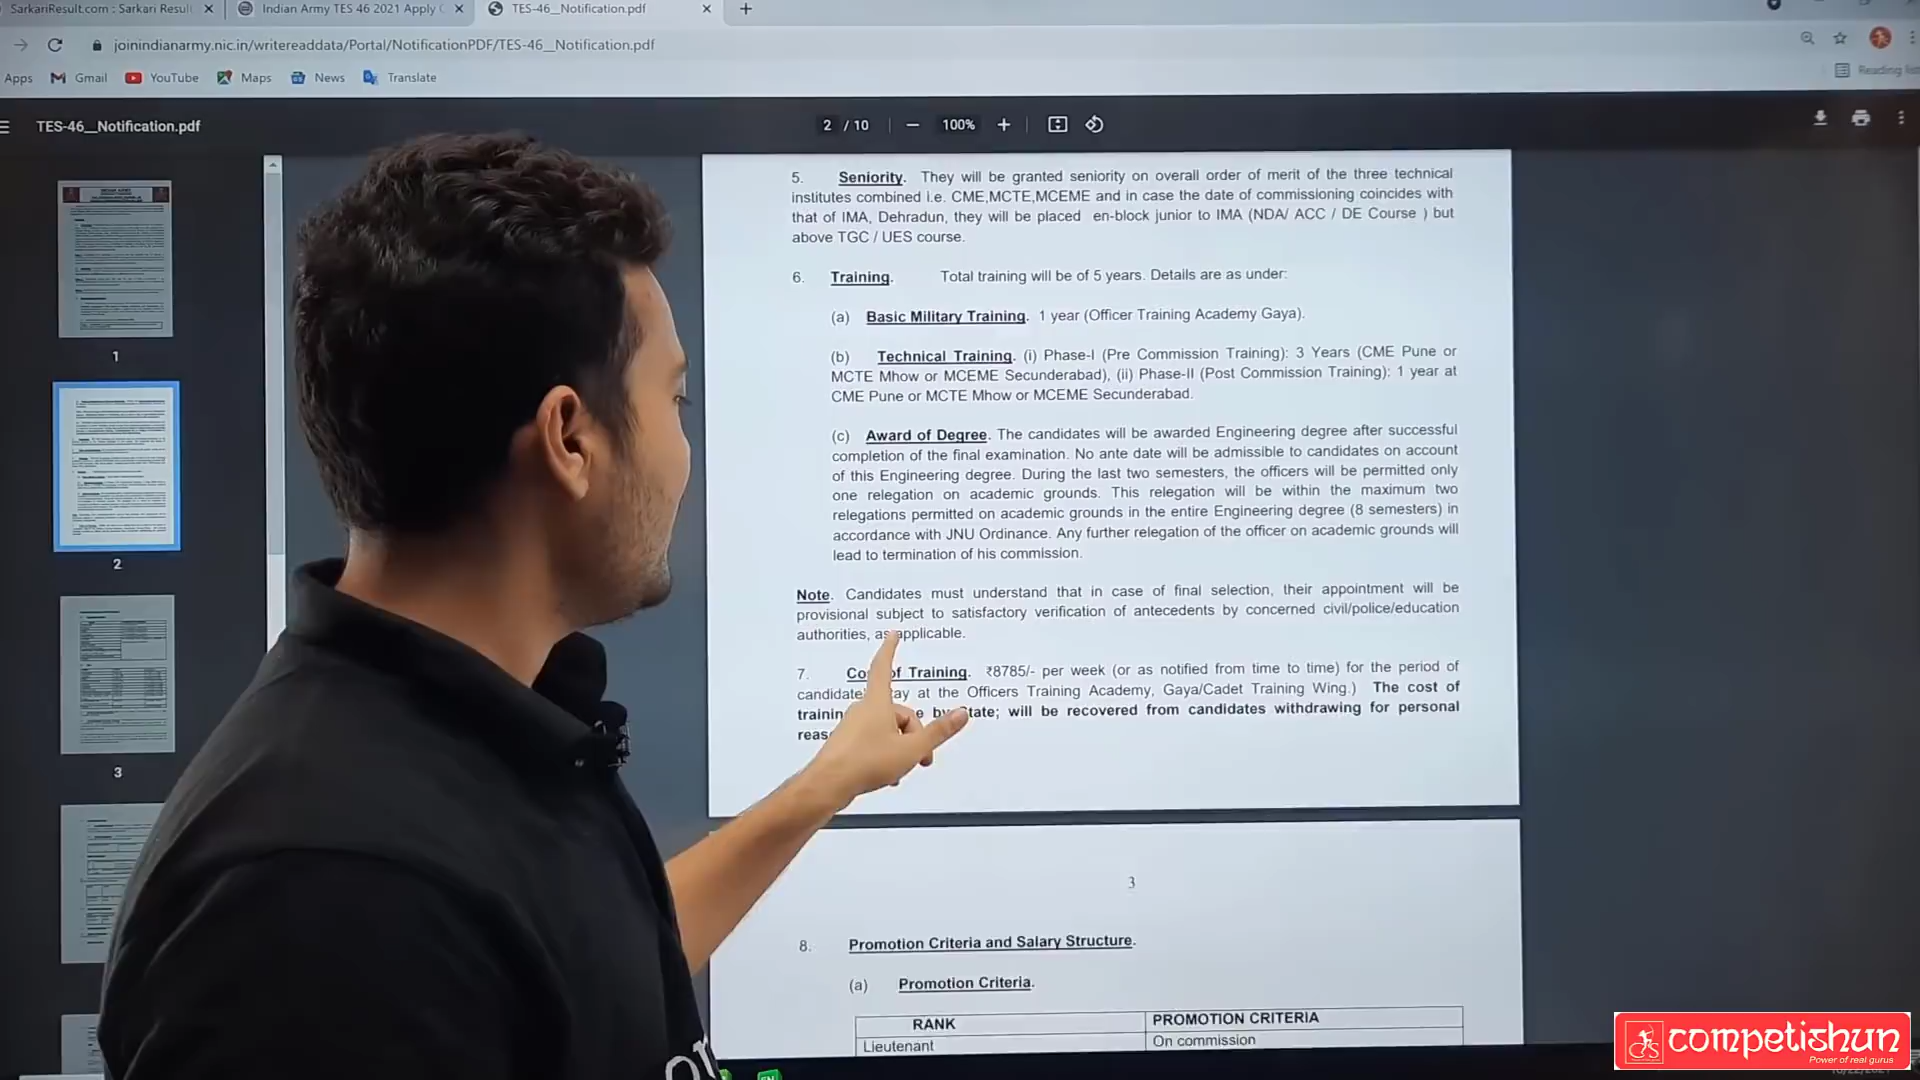 SarkariResult.com : Sarkari Result
Indian Army TES 46 2021 Apply
TES-46_Notification.pdf
joinindianarmy.nic.in/writereaddata/Portal/NotificationPDF/TES-46__Notification.pdf
Apps Gmail YouTube Maps News Translate
Reading list
TES-46__Notification.pdf
2 / 10
100%
5. Seniority. They will be granted seniority on overall order of merit of the three technical
institutes combined i.e. CME,MCTE,MCEME and in case the date of commissioning coincides with
that of IMA, Dehradun, they will be placed en-block junior to IMA (NDA/ ACC / DE Course ) but
above TGC / UES course.
6. Training. Total training will be of 5 years. Details are as under:
(a) Basic Military Training. 1 year (Officer Training Academy Gaya).
(b) Technical Training. (i) Phase-I (Pre Commission Training): 3 Years (CME Pune or
MCTE Mhow or MCEME Secunderabad), (ii) Phase-II (Post Commission Training): 1 year at
CME Pune or MCTE Mhow or MCEME Secunderabad.
(c) Award of Degree. The candidates will be awarded Engineering degree after successful
completion of the final examination. No ante date will be admissible to candidates on account
of this Engineering degree. During the last two semesters, the officers will be permitted only
one relegation on academic grounds. This relegation will be within the maximum two
relegations permitted on academic grounds in the entire Engineering degree (8 semesters) in
accordance with JNU Ordinance. Any further relegation of the officer on academic grounds will
lead to termination of his commission.
Note. Candidates must understand that in case of final selection, their appointment will be
provisional subject to satisfactory verification of antecedents by concerned civil/police/education
authorities, as applicable.
7. of Training. ₹8785/- per week (or as notified from time to time) for the period of
at the Officers Training Academy, Gaya/Cadet Training Wing.) The cost of
by State; will be recovered from candidates withdrawing for personal
1
2
3
3
8. Promotion Criteria and Salary Structure.
(a) Promotion Criteria.
RANK PROMOTION CRITERIA
Lieutenant On commission
competishun
Power of real gurus